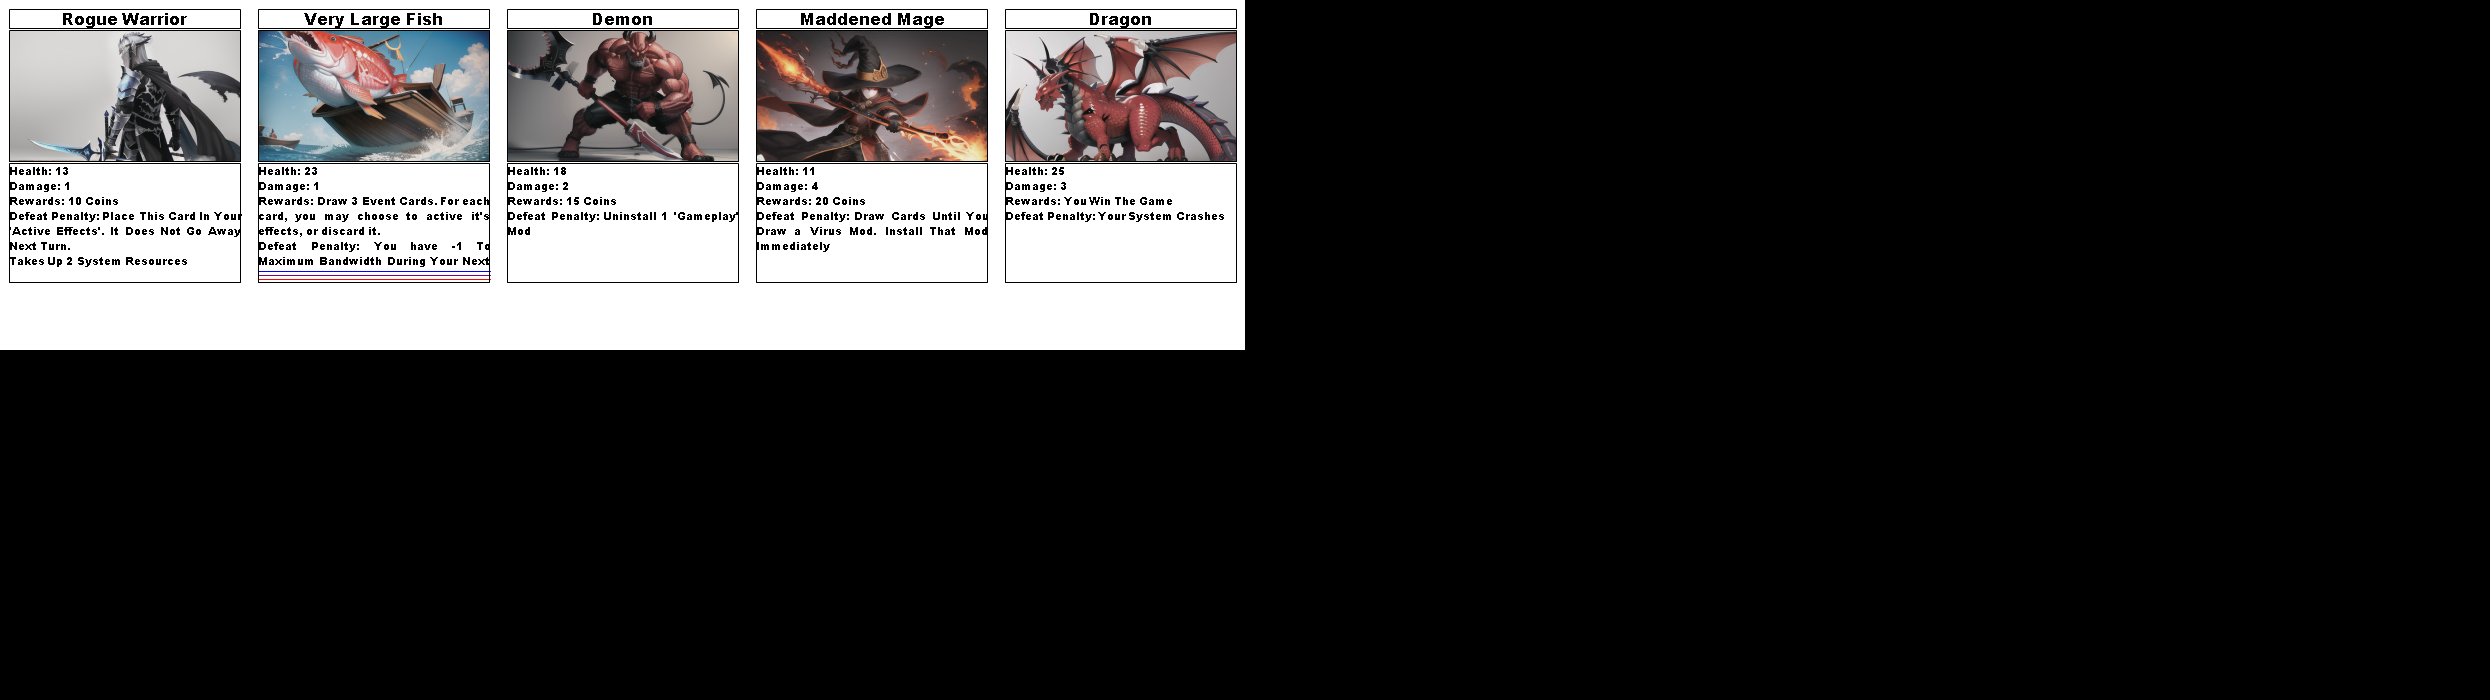 Rogue Warrior
Health: 13
Damage: 1
Rewards: 10 Coins
Defeat Penalty: Place This Card In Your
'Active Effects'. It Does Not Go Away
Next Turn.
Takes Up 2 System Resources
Very Large Fish
Health: 23
Damage: 1
Rewards: Draw 3 Event Cards. For each
card, you may choose to active it's
effects, or discard it.
Defeat Penalty: You have -1 To
Maximum Bandwidth During Your Next
Demon
Health: 18
Damage: 2
Rewards: 15 Coins
Defeat Penalty: Uninstall 1 'Gameplay'
Mod
Maddened Mage
Health: 11
Damage: 4
Rewards: 20 Coins
Defeat Penalty: Draw Cards Until You
Draw a Virus Mod. Install That Mod
Immediately
Dragon
Health: 25
Damage: 3
Rewards: You Win The Game
Defeat Penalty: Your System Crashes